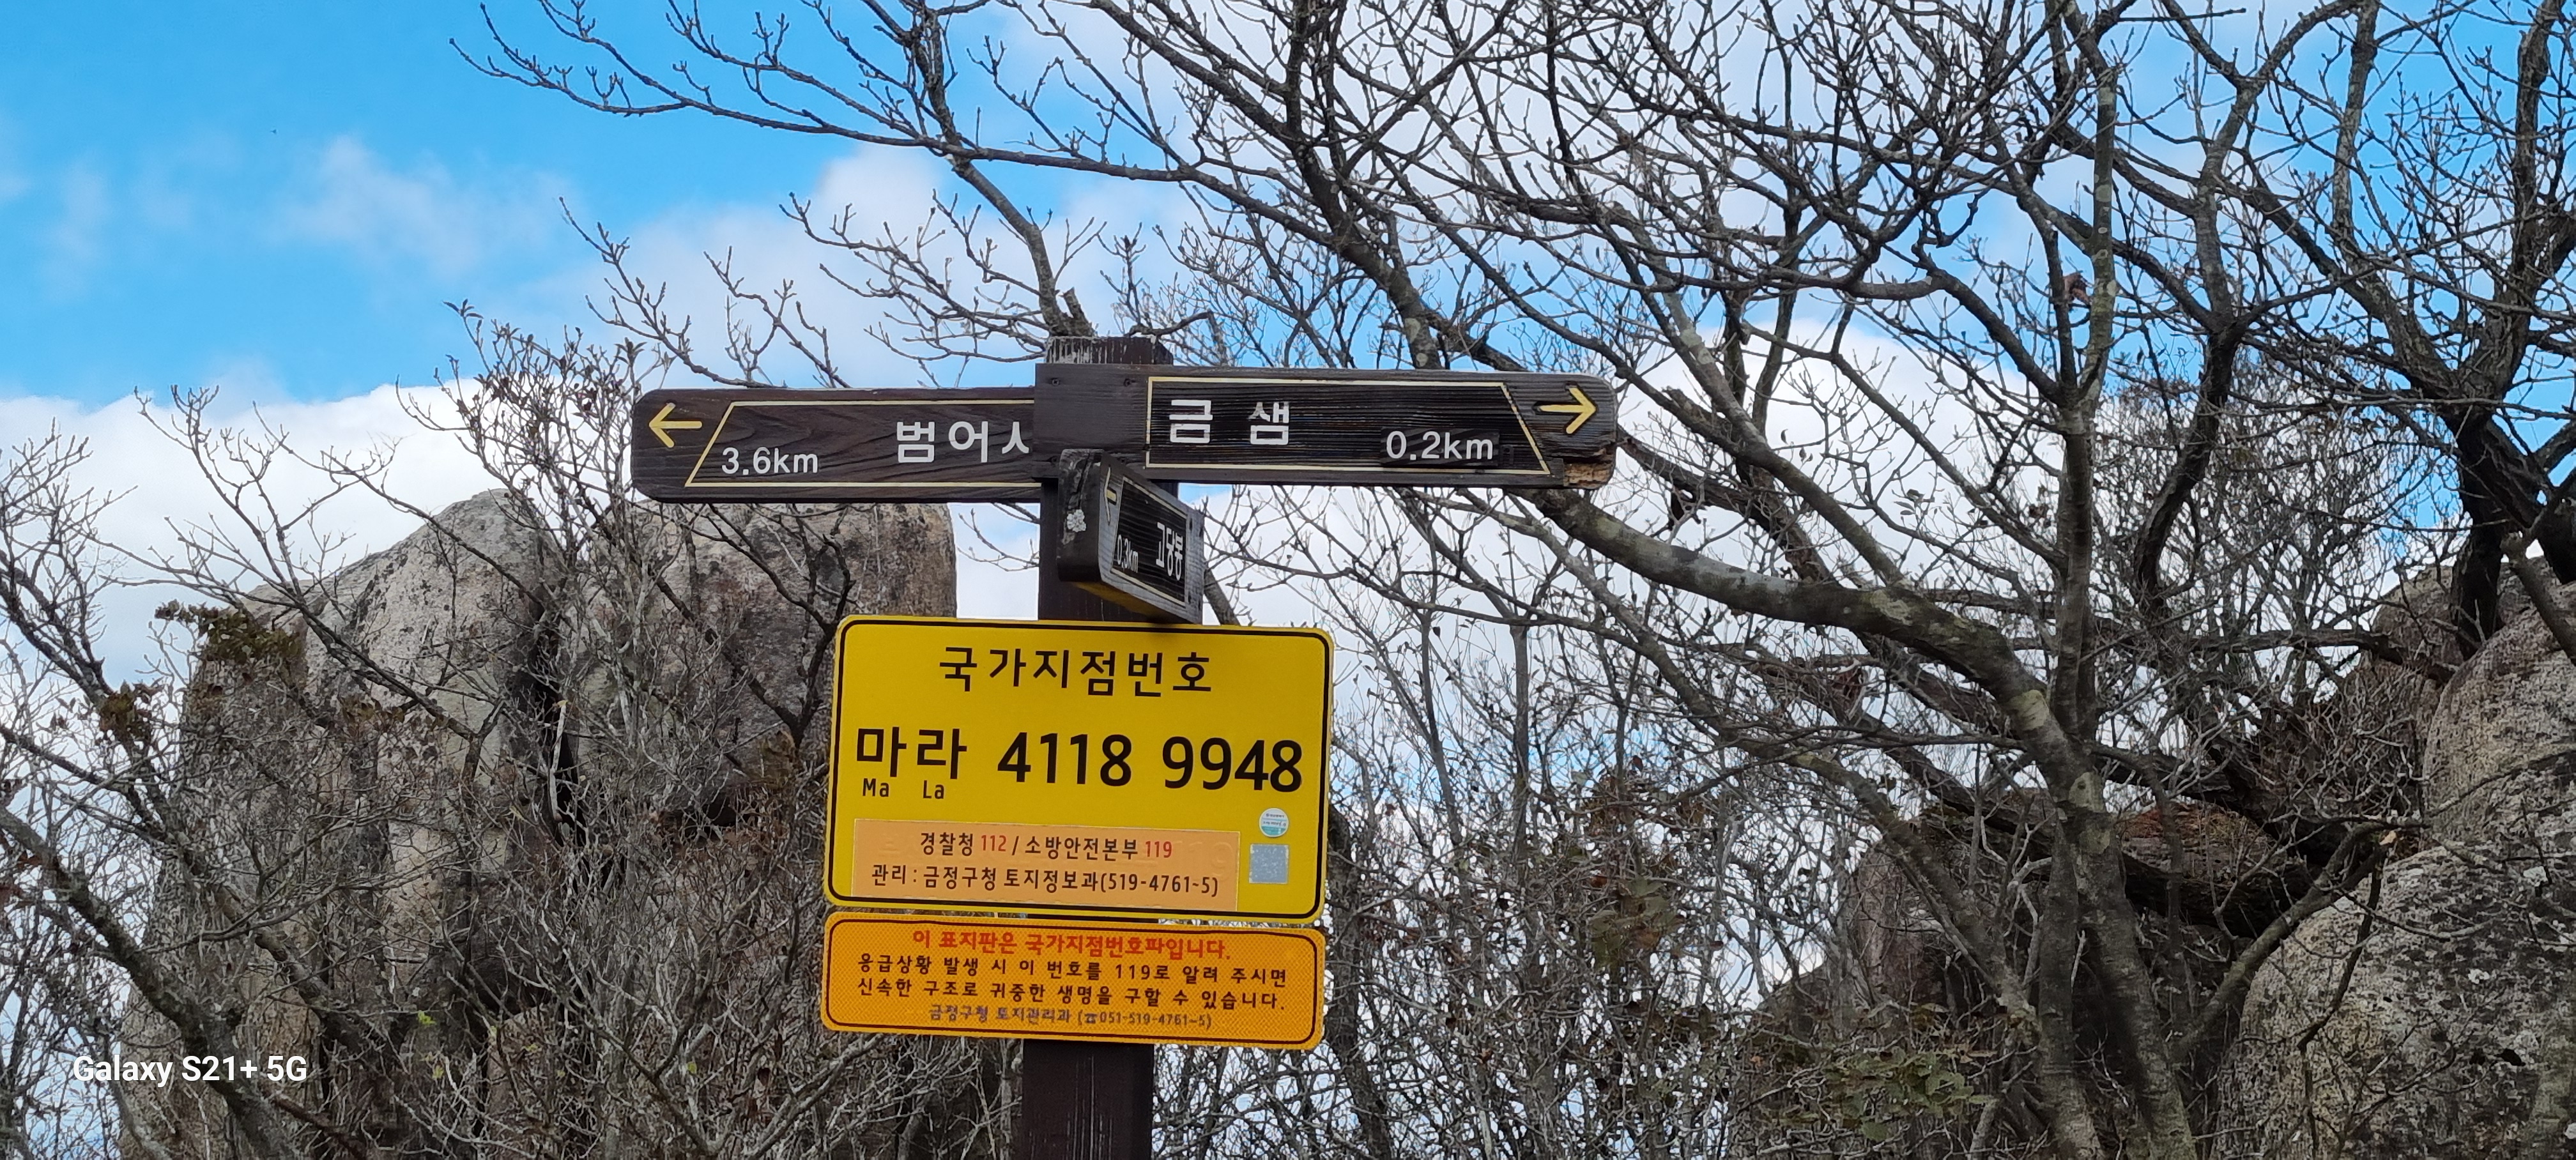 범어사
3.6km
금 샘
0.2km
고당봉
0.3km
국가지점번호
마라 4118 9948
Ma La
경찰청 112 / 소방안전본부 119
관리 : 금정구청 토지정보과(519-4761-5)
이 표지판은 국가지점번호파입니다.
응급상황 발생 시 이 번호를 119로 알려 주시면
신속한 구조로 귀중한 생명을 구할 수 있습니다.
금정구청 토지관리과 (☎051-519-4761~5)
Galaxy S21+ 5G